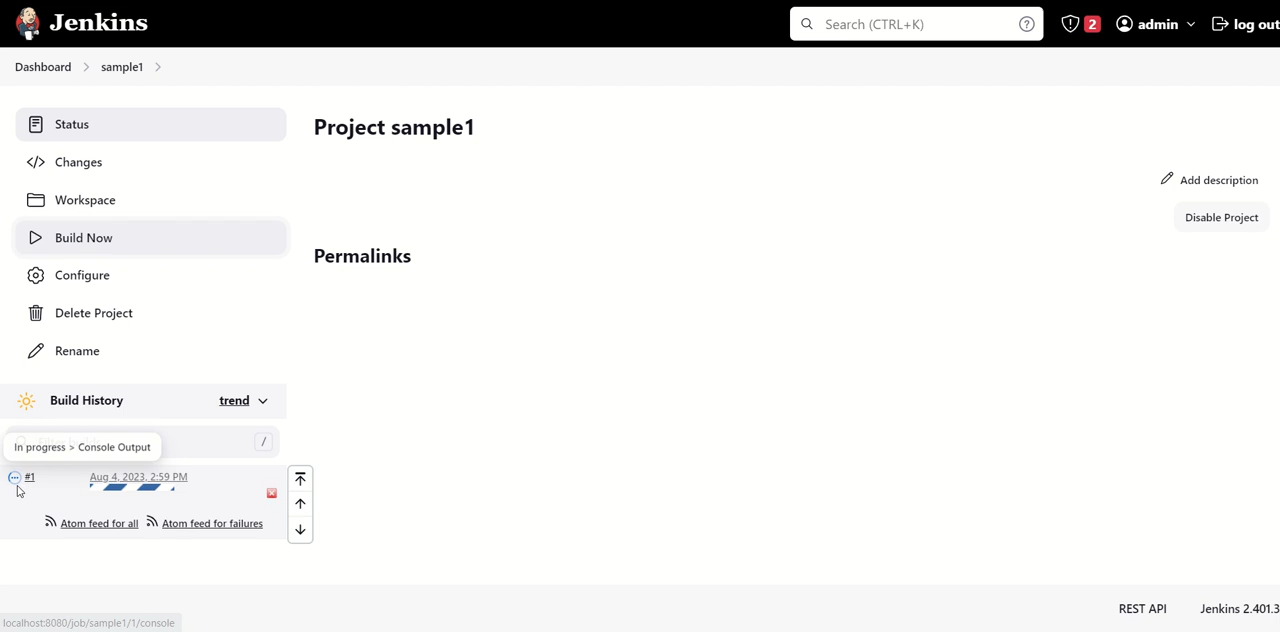 Jenkins
Search (CTRL+K)
2
admin
log out
Dashboard
sample1
Status
Changes
Workspace
Build Now
Configure
Delete Project
Rename
Project sample1
Add description
Disable Project
Permalinks
Build History
trend
/
In progress > Console Output
#1
Aug 4, 2023, 2:59 PM
Atom feed for all
Atom feed for failures
REST API
Jenkins 2.401.3
localhost:8080/job/sample1/1/console